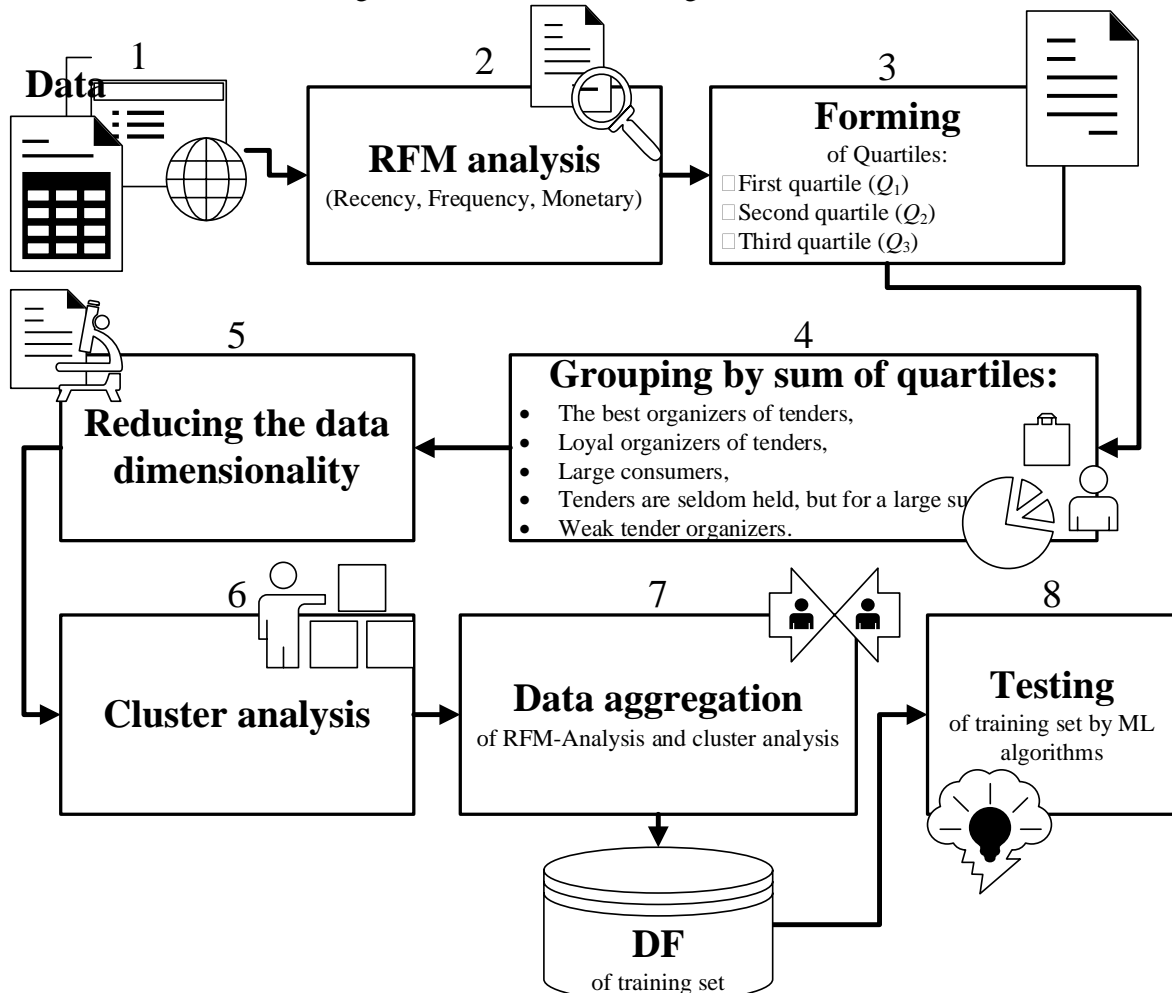 1
Data
2
RFM analysis
(Recency, Frequency, Monetary)
3
Forming
of Quartiles:
First quartile (Q1)
Second quartile (Q2)
Third quartile (Q3)
4
Grouping by sum of quartiles:
• The best organizers of tenders,
• Loyal organizers of tenders,
• Large consumers,
• Tenders are seldom held, but for a large
• Weak tender organizers.
5
Reducing the data
dimensionality
6
Cluster analysis
7
Data aggregation
of RFM-Analysis and cluster analysis
8
Testing
of training set by ML
algorithms
DF
of training set